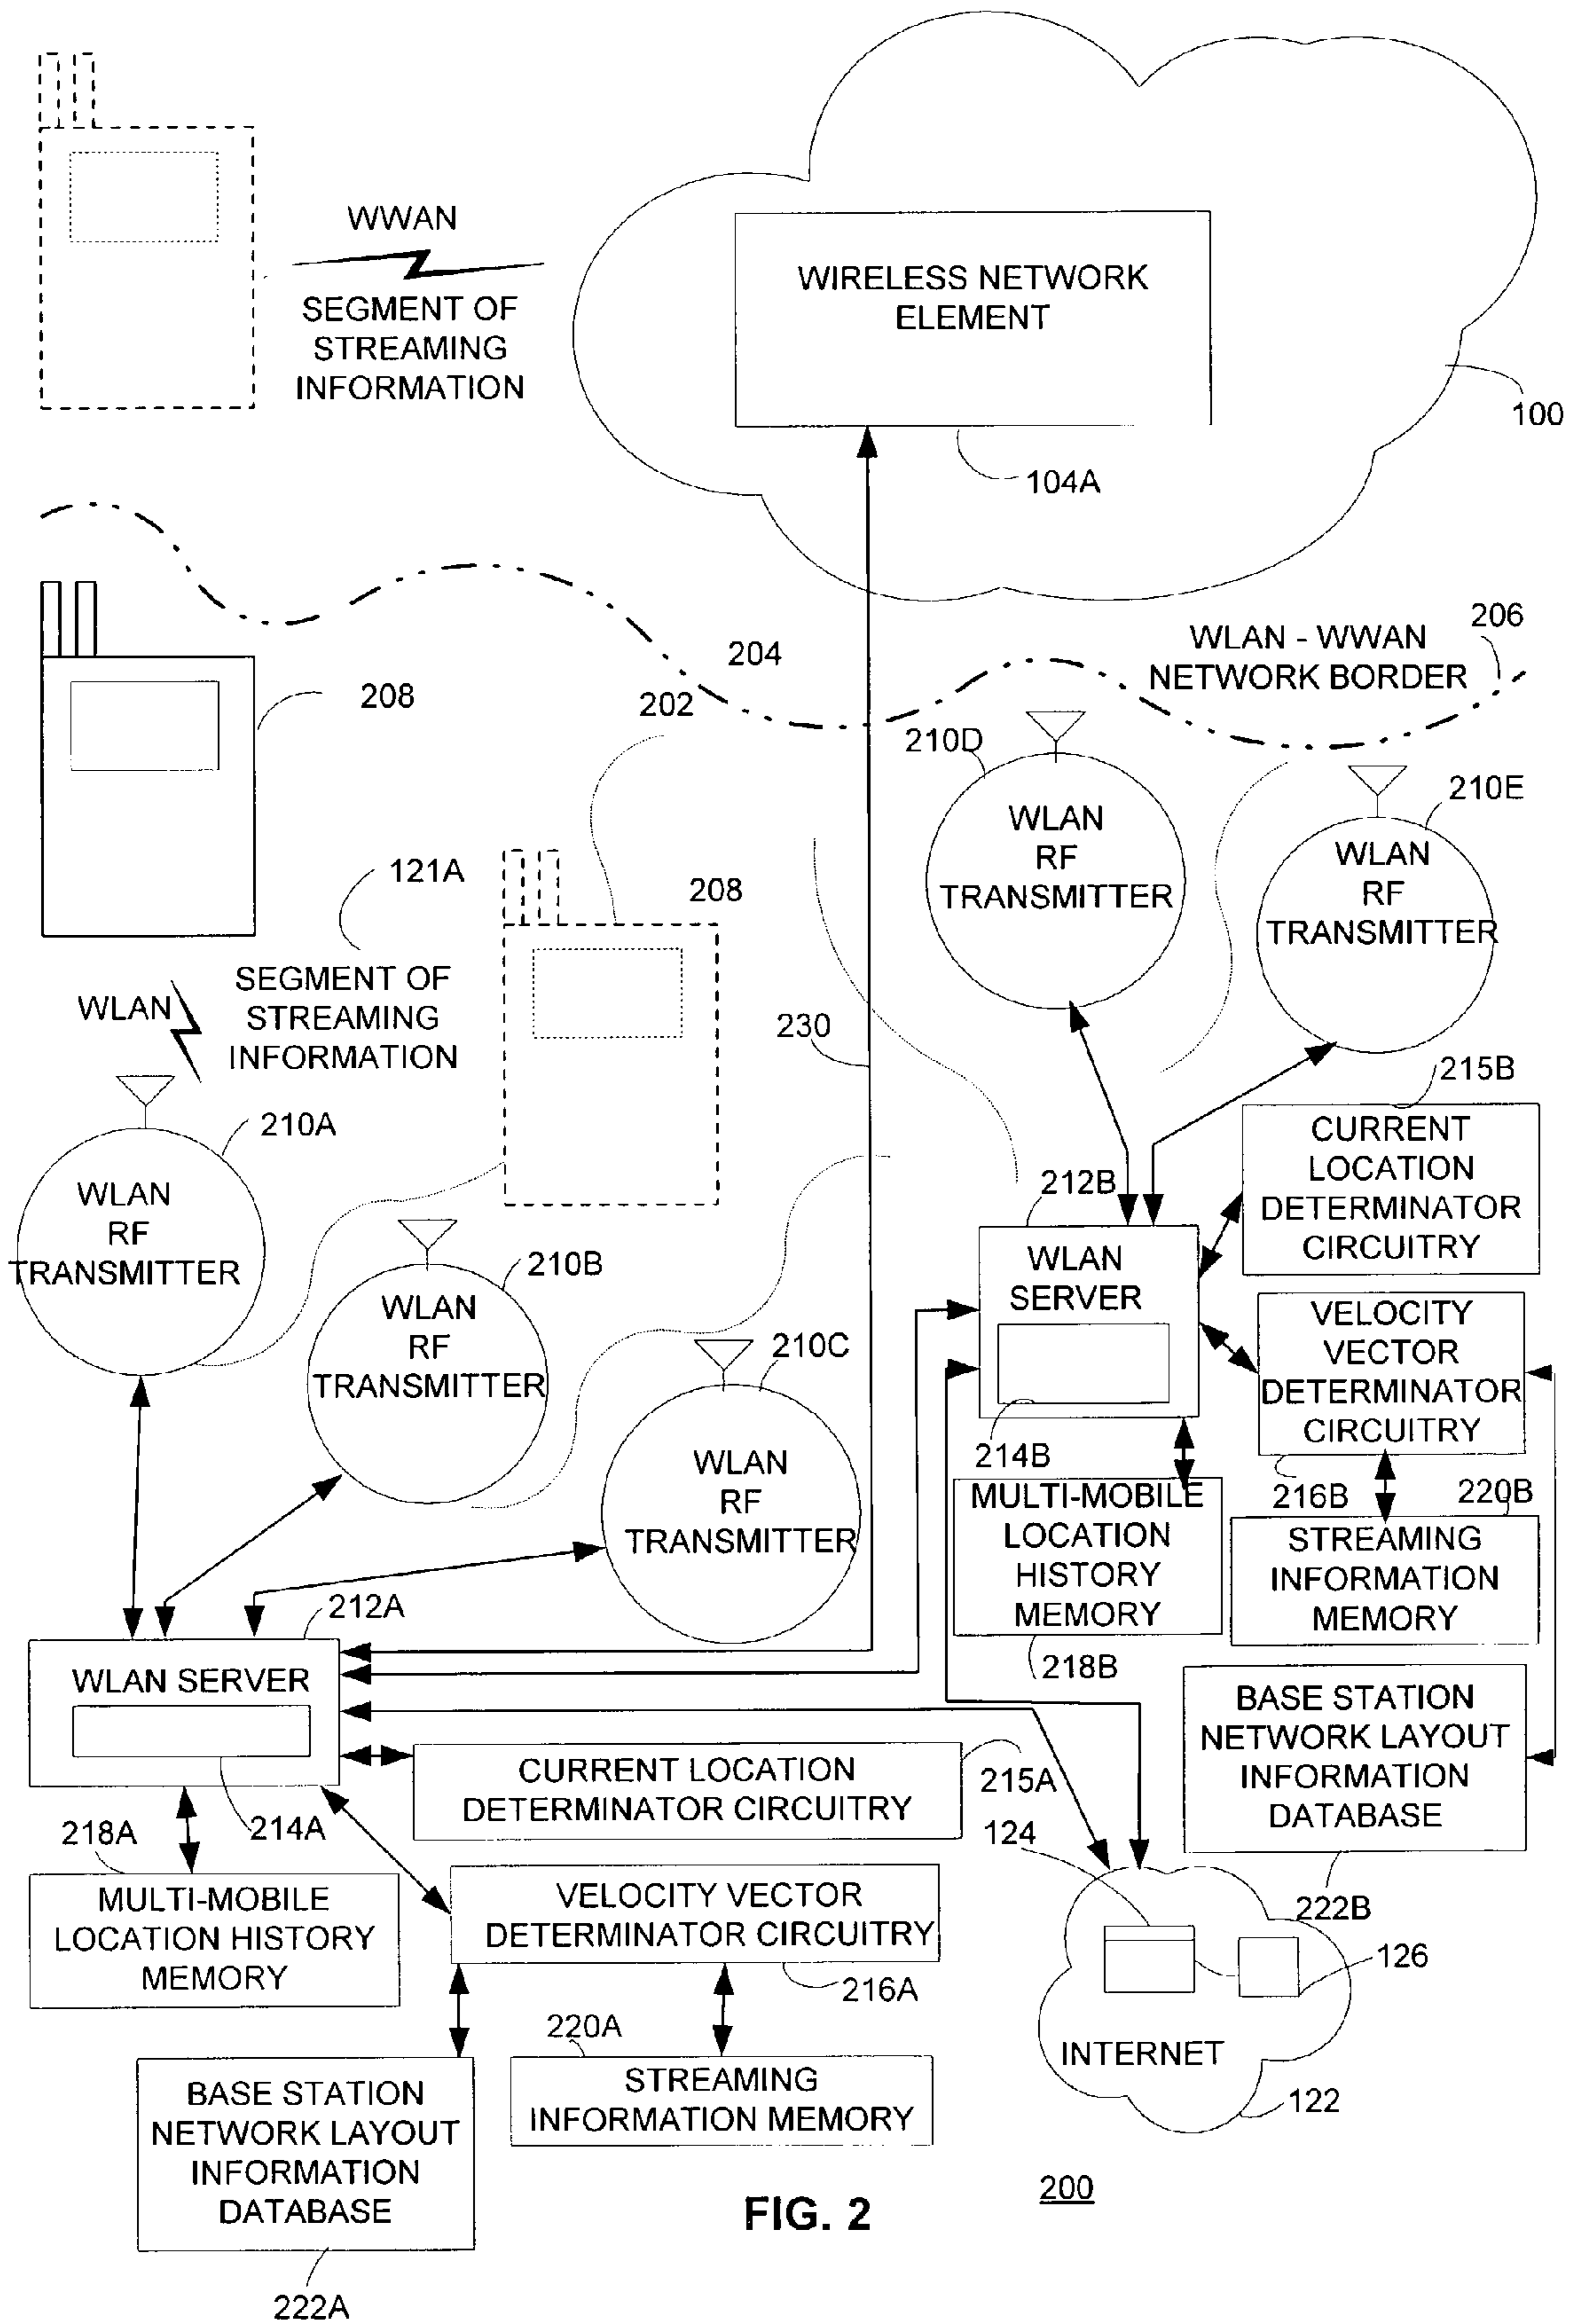 WWAN
SEGMENT OF
STREAMING
INFORMATION
WIRELESS NETWORK
ELEMENT
100
104A
206
WLAN - WWAN
NETWORK BORDER
204
202
208
210D
WLAN
RF
TRANSMITTER
210E
WLAN
RF
TRANSMITTER
121A
208
SEGMENT OF
STREAMING
INFORMATION
WLAN
230
210A
WLAN
RF
TRANSMITTER
210B
WLAN
RF
TRANSMITTER
210C
WLAN
RF
TRANSMITTER
215B
CURRENT
LOCATION
DETERMINATOR
CIRCUITRY
212B
WLAN
SERVER
214B
VELOCITY
VECTOR
DETERMINATOR
CIRCUITRY
216B
220B
MULTI-MOBILE
LOCATION
HISTORY
MEMORY
218B
STREAMING
INFORMATION
MEMORY
BASE STATION
NETWORK LAYOUT
INFORMATION
DATABASE
222B
212A
WLAN SERVER
214A
CURRENT LOCATION
DETERMINATOR CIRCUITRY
215A
218A
MULTI-MOBILE
LOCATION HISTORY
MEMORY
VELOCITY VECTOR
DETERMINATOR CIRCUITRY
216A
124
126
INTERNET
122
220A
STREAMING
INFORMATION MEMORY
BASE STATION
NETWORK LAYOUT
INFORMATION
DATABASE
222A
FIG. 2
200